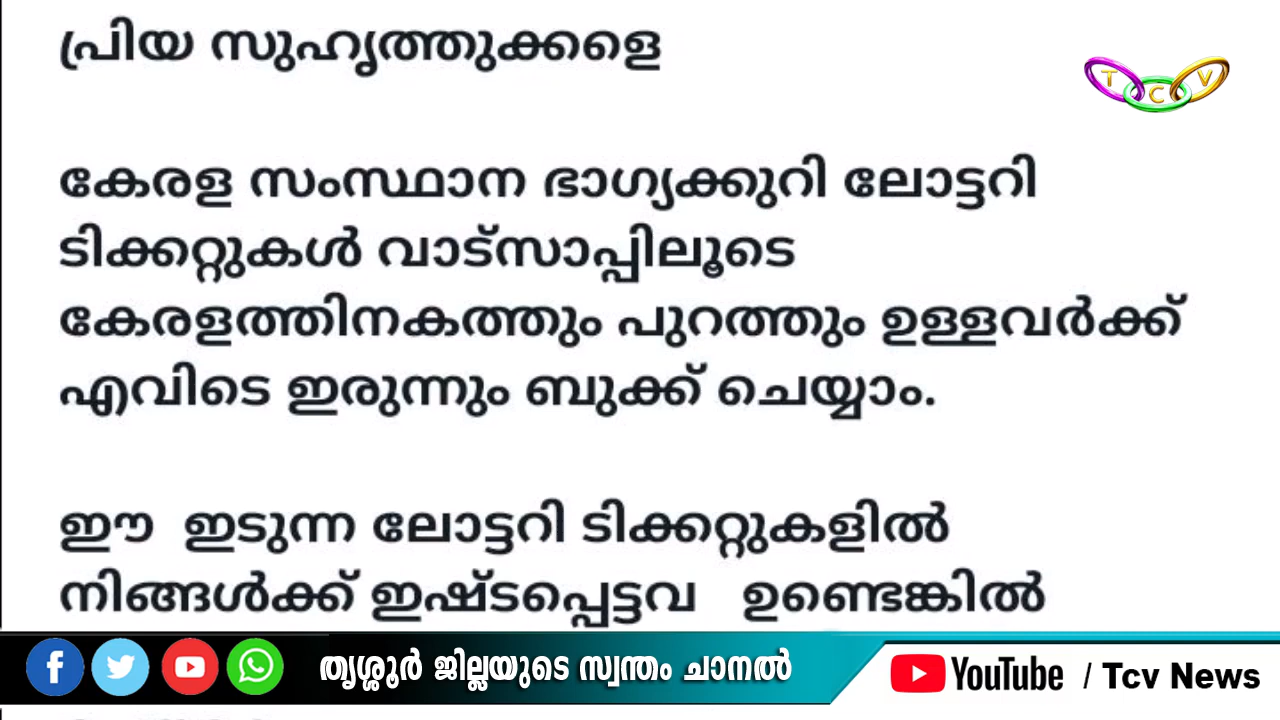 പ്രിയ സുഹൃത്തുക്കളെ
T C V
കേരള സംസ്ഥാന ഭാഗ്യക്കുറി ലോട്ടറി
ടിക്കറ്റുകൾ വാട്സാപ്പിലൂടെ
കേരളത്തിനകത്തും പുറത്തും ഉള്ളവർക്ക്
എവിടെ ഇരുന്നും ബുക്ക് ചെയ്യാം.
ഈ ഇടുന്ന ലോട്ടറി ടിക്കറ്റുകളിൽ
നിങ്ങൾക്ക് ഇഷ്ടപ്പെട്ടവ ഉണ്ടെങ്കിൽ
തൃശ്ശൂർ ജില്ലയുടെ സ്വന്തം ചാനൽ
YouTube / Tcv News